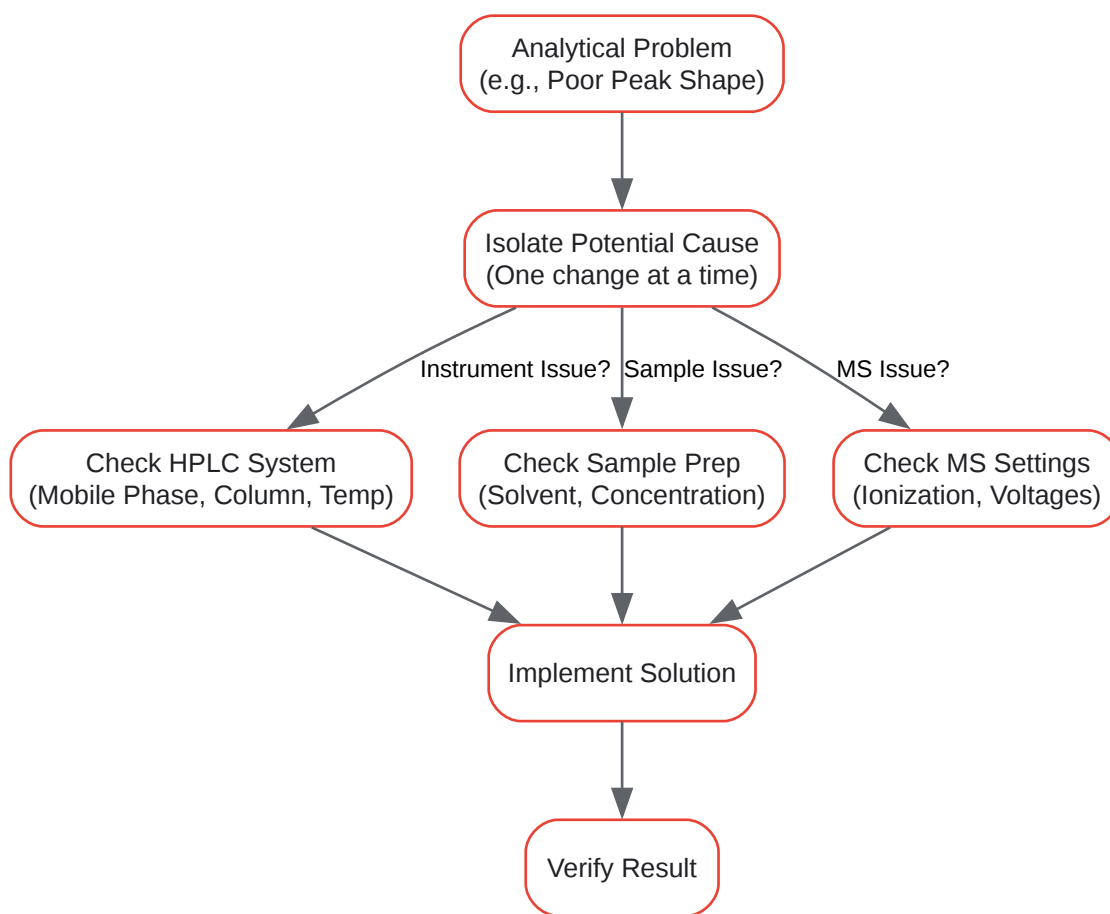 Analytical Problem
(e.g., Poor Peak Shape)
Isolate Potential Cause
(One change at a time)
Instrument Issue?
Sample Issue?
MS Issue?
Check HPLC System
(Mobile Phase, Column, Temp)
Check Sample Prep
(Solvent, Concentration)
Check MS Settings
(Ionization, Voltages)
Implement Solution
Verify Result